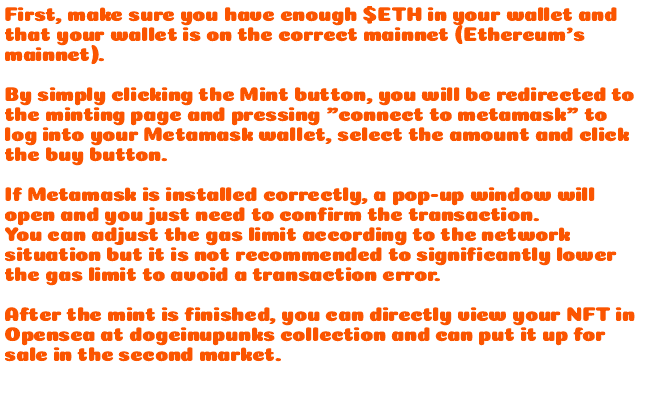 First, make sure you have enough $ETH in your wallet and
that your wallet is on the correct mainnet (Ethereum's
mainnet).
By simply clicking the Mint button, you will be redirected to
the minting page and pressing "connect to metamask" to
log into your Metamask wallet, select the amount and click
the buy button.
If Metamask is installed correctly, a pop-up window will
open and you just need to confirm the transaction.
You can adjust the gas limit according to the network
situation but it is not recommended to significantly lower
the gas limit to avoid a transaction error.
After the mint is finished, you can directly view your NFT in
Opensea at dogeinupunks collection and can put it up for
sale in the second market.